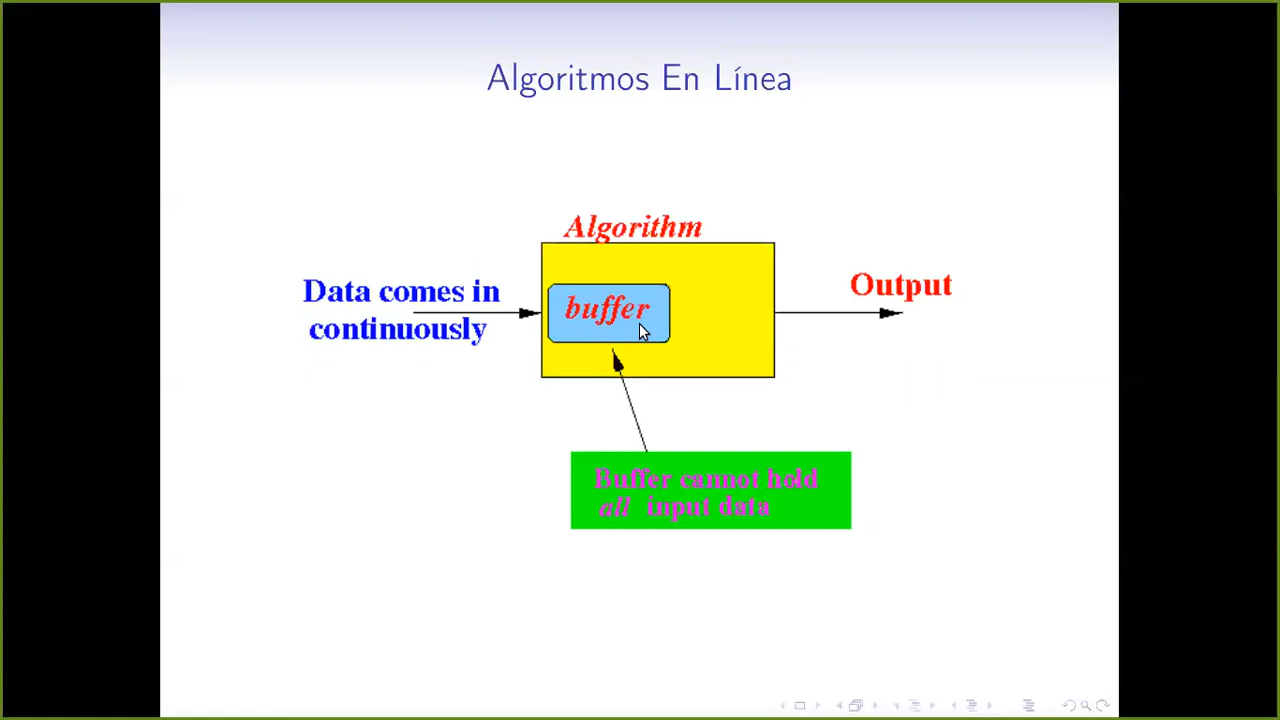 Algoritmos En Línea
Algorithm
Data comes in
continuously
buffer
Output
Buffer cannot hold
all input data